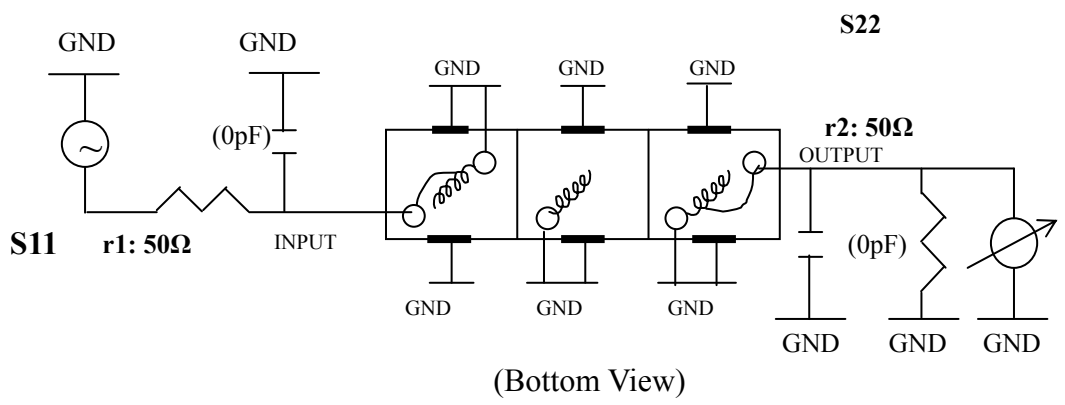 S22
GND
GND
GND
GND
GND
(0pF)
r2: 50Ω
OUTPUT
~
S11
r1: 50Ω
INPUT
(0pF)
GND
GND
GND
GND
GND
GND
(Bottom View)